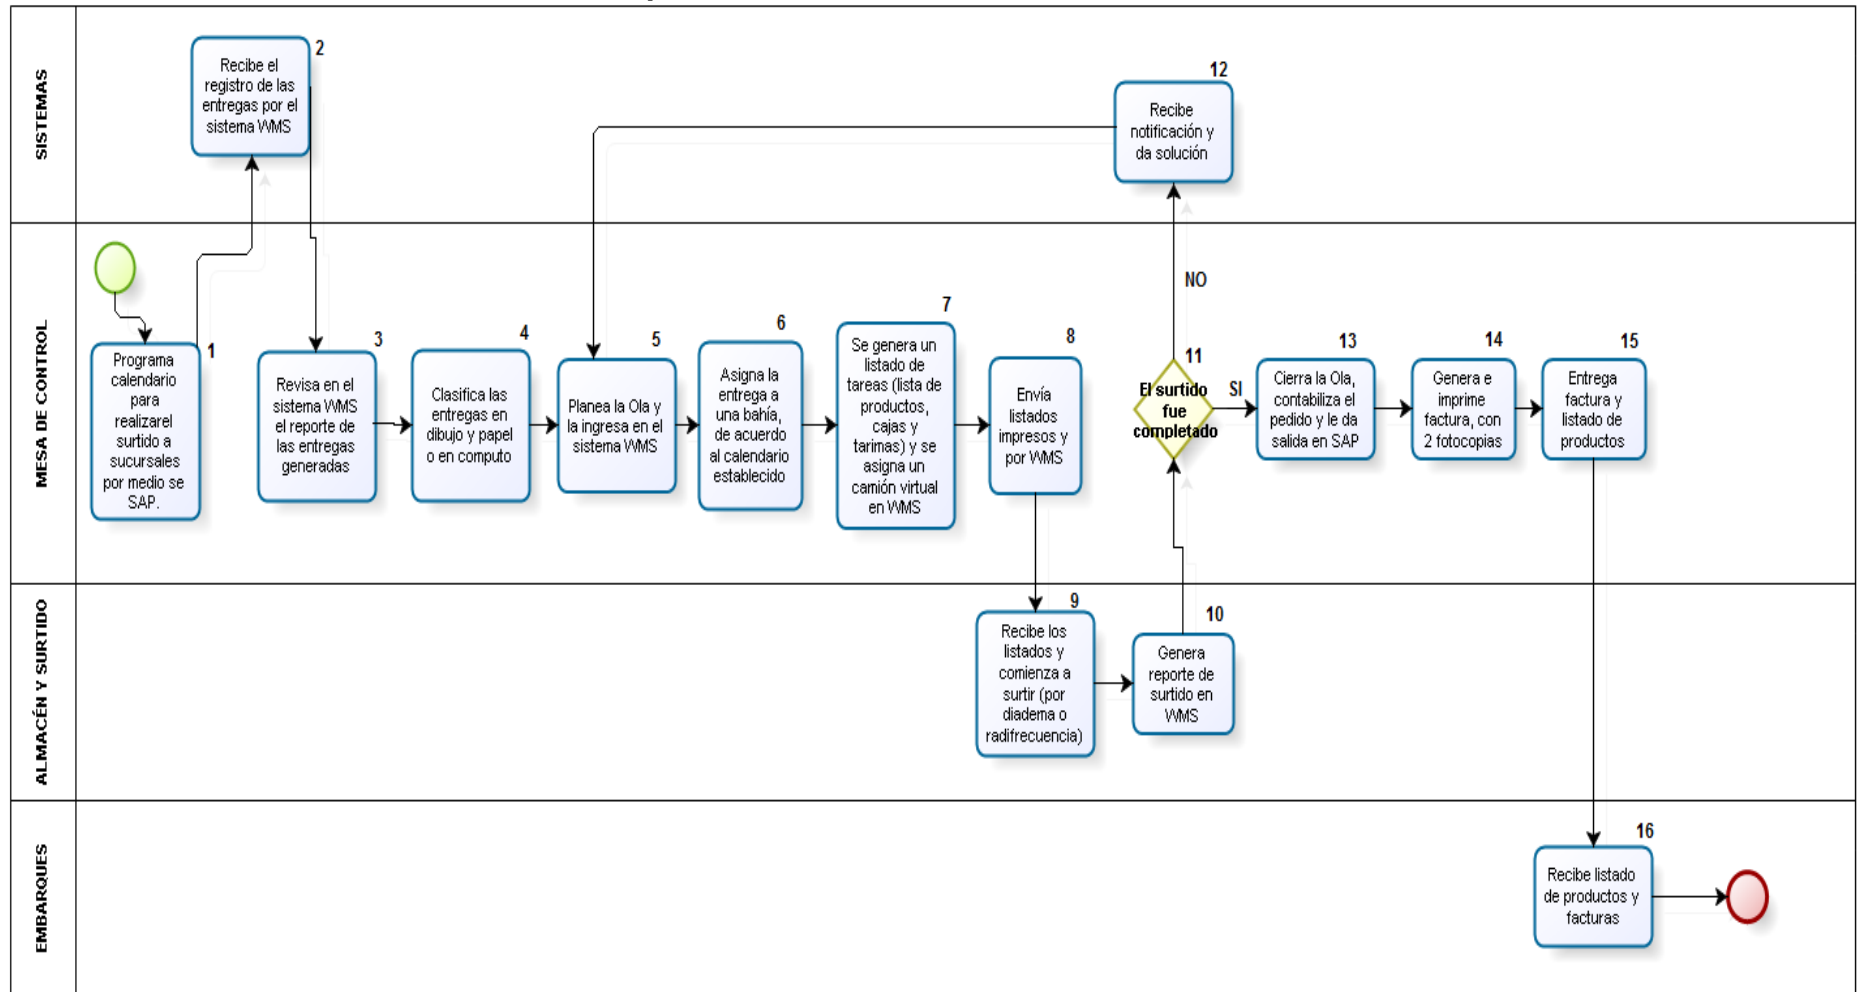 SISTEMAS
2
Recibe el
registro de las
entregas por el
sistema WMS
12
Recibe
notificación y
da solución
MESA DE CONTROL
1
Programa
calendario
para
realizarel
surtido a
sucursales
por medio se
SAP.
3
Revisa en el
sistema WMS
el reporte de
las entregas
generadas
4
Clasifica las
entregas en
dibujo y papel
o en computo
5
Planea la Ola y
la ingresa en el
sistema WMS
6
Asigna la
entrega a
una bahía,
de acuerdo
al calendario
establecido
7
Se genera un
listado de
tareas (lista de
productos,
cajas y
tarimas) y se
asigna un
camión virtual
en WMS
8
Envía
listados
impresos y
por WMS
NO
11
El surtido
fue
completado
SI
13
Cierra la Ola,
contabiliza el
pedido y le da
salida en SAP
14
Genera e
imprime
factura, con
2 fotocopias
15
Entrega
factura y
listado de
productos
ALMACÉN Y SURTIDO
9
Recibe los
listados y
comienza a
surtir (por
diadema o
radifrecuencia)
10
Genera
reporte de
surtido en
WMS
EMBARQUES
16
Recibe listado
de productos y
facturas